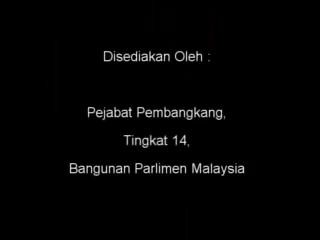 Disediakan Oleh :
Pejabat Pembangkang,
Tingkat 14,
Bangunan Parlimen Malaysia